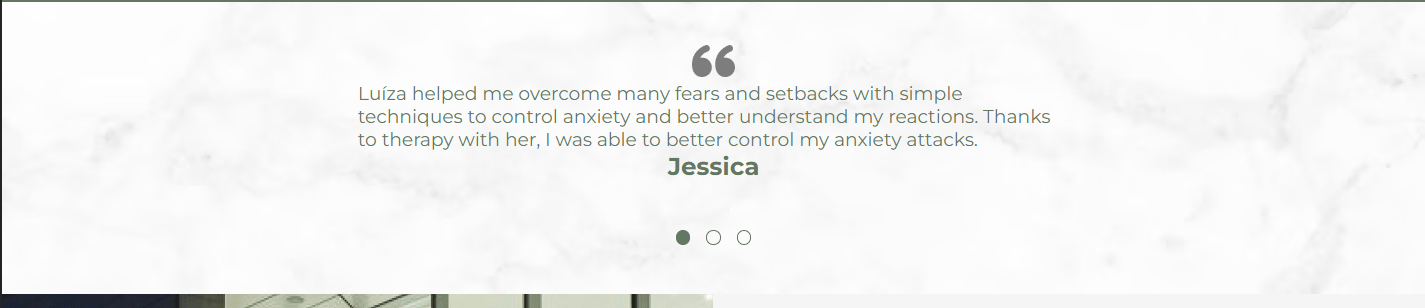 ❝
Luíza helped me overcome many fears and setbacks with simple
techniques to control anxiety and better understand my reactions. Thanks
to therapy with her, I was able to better control my anxiety attacks.
Jessica